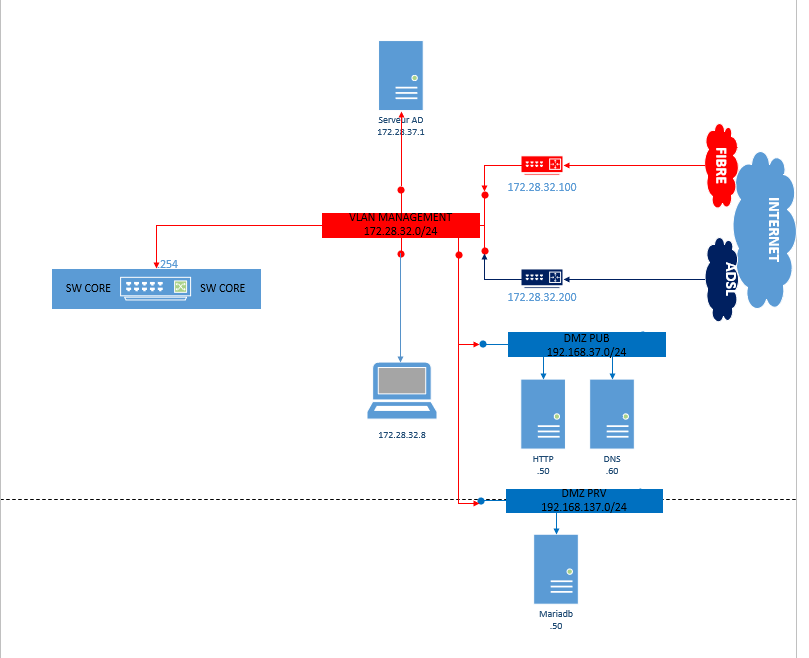 Serveur AD
172.28.37.1
FIBRE
172.28.32.100
INTERNET
VLAN MANAGEMENT
172.28.32.0/24
254
SW CORE
SW CORE
ADSL
172.28.32.200
DMZ PUB
192.168.37.0/24
172.28.32.8
HTTP
.50
DNS
.60
DMZ PRV
192.168.137.0/24
Mariadb
.50